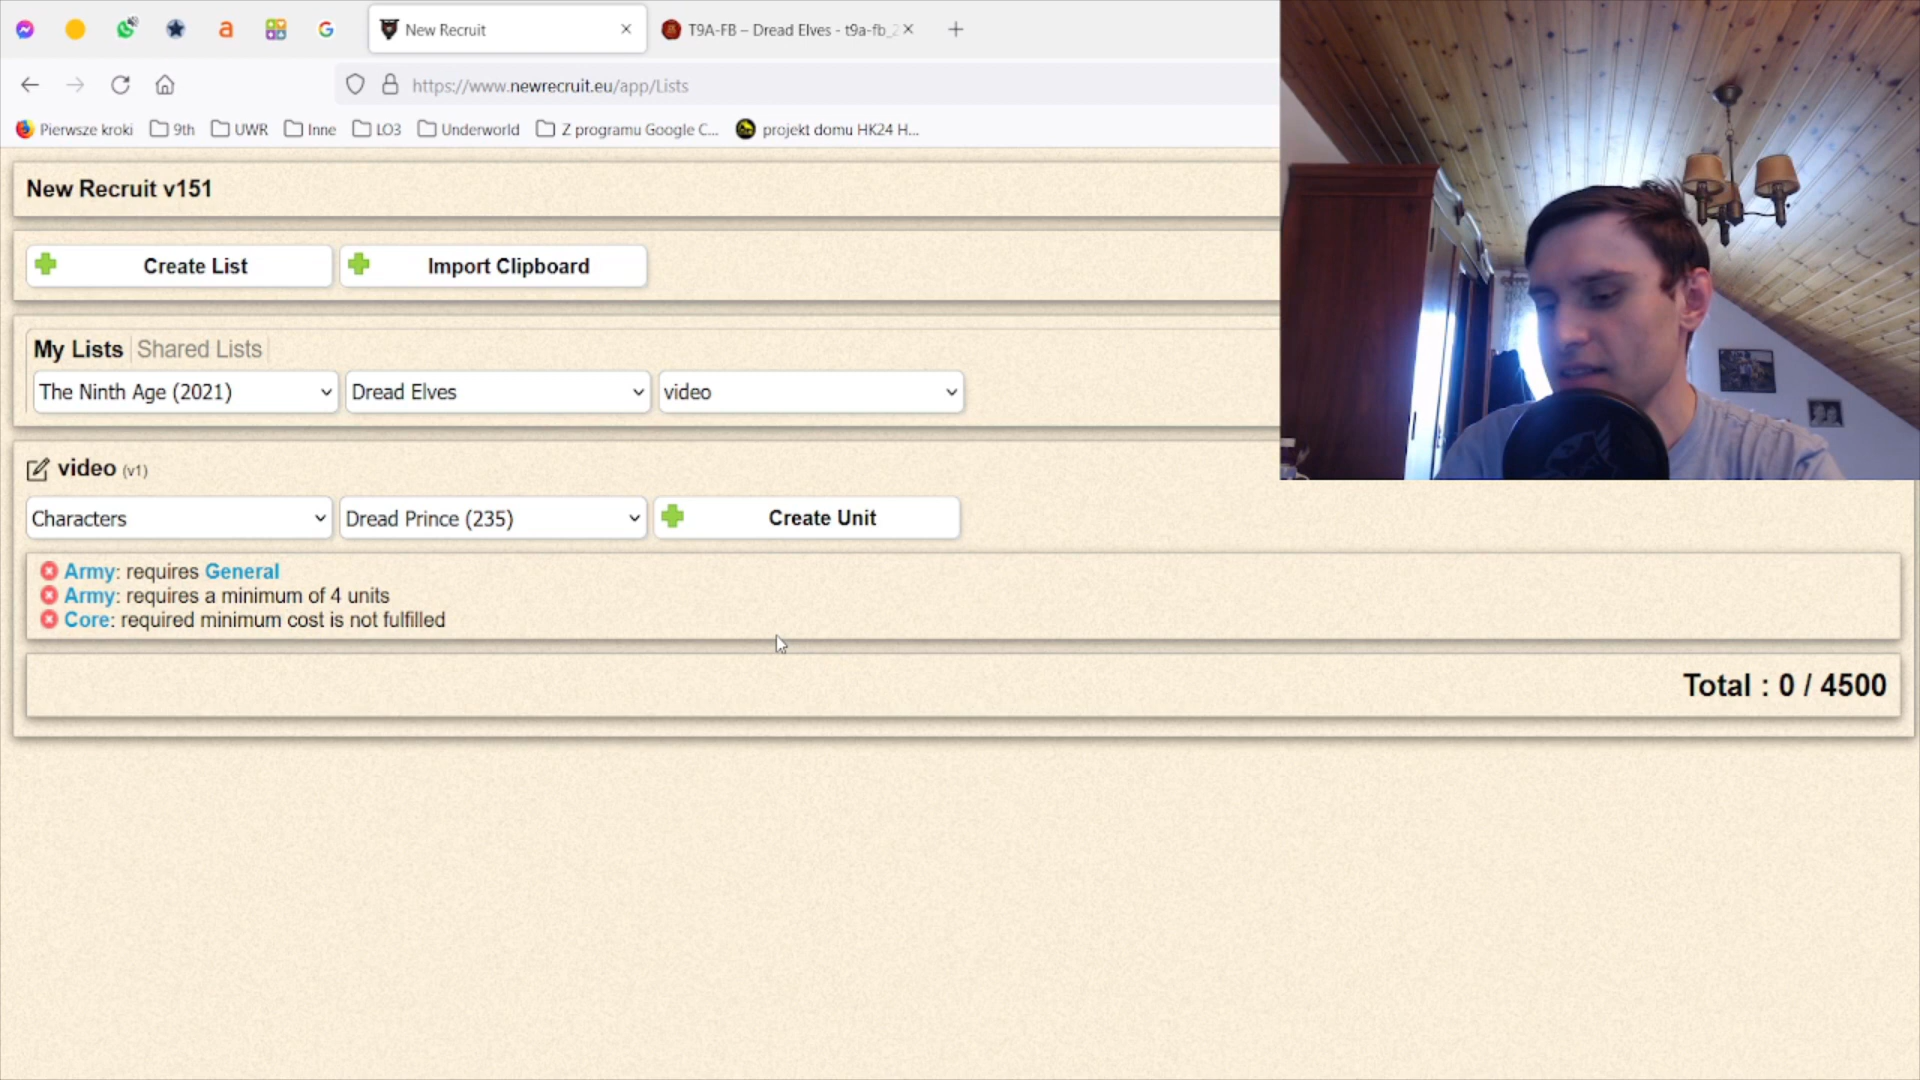 New Recruit
T9A-FB – Dread Elves - t9a-fb_2
https://www.newrecruit.eu/app/Lists
Pierwsze kroki 9th UWR Inne LO3 Underworld Z programu Google C... projekt domu HK24 H...
New Recruit v151
Create List Import Clipboard
My Lists Shared Lists
The Ninth Age (2021) Dread Elves video
video (v1)
Characters Dread Prince (235) Create Unit
Army: requires General
Army: requires a minimum of 4 units
Core: required minimum cost is not fulfilled
Total : 0 / 4500